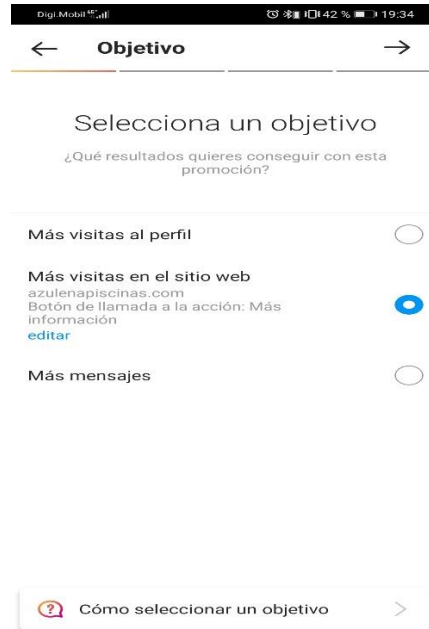 Digi.Mobil 42 % 19:34
Objetivo
Selecciona un objetivo
¿Qué resultados quieres conseguir con esta
promoción?
Más visitas al perfil
Más visitas en el sitio web
azulenapiscinas.com
Botón de llamada a la acción: Más
información
editar
Más mensajes
Cómo seleccionar un objetivo